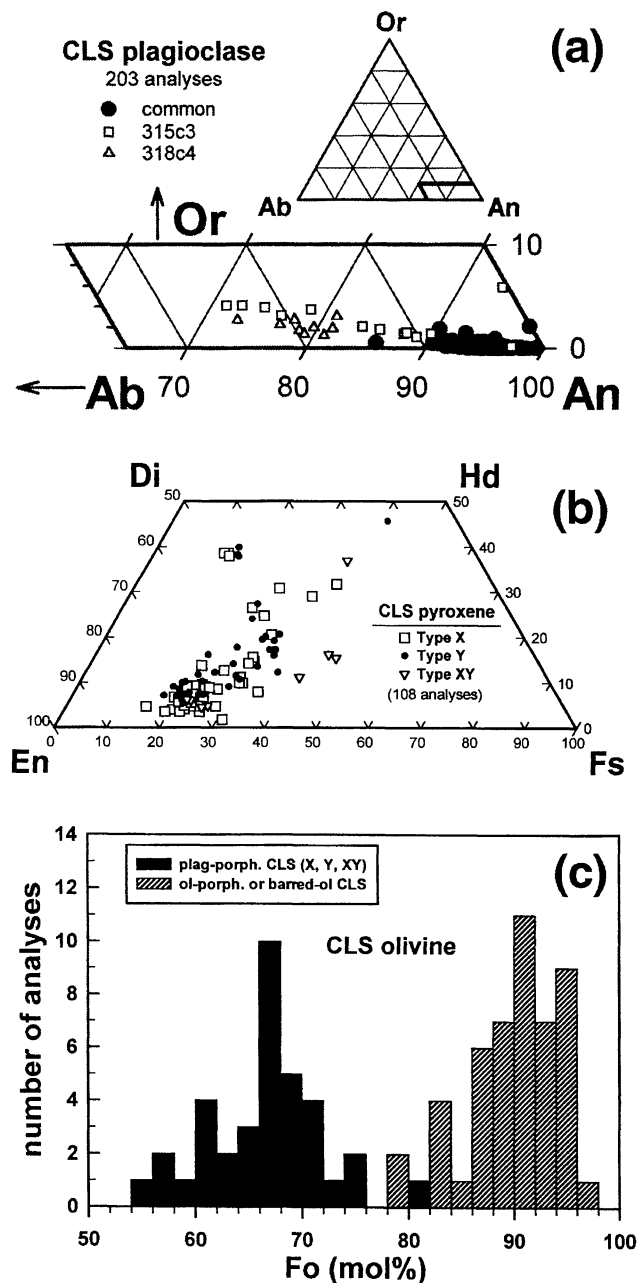 (a)
CLS plagioclase
203 analyses
common
315c3
318c4
Or
Ab
An
Or
10
0
Ab
70
80
90
100
An
(b)
Di
Hd
50
50
60
40
70
30
80
20
90
10
100
0
CLS pyroxene
Type X
Type Y
Type XY
(108 analyses)
0
10
20
30
40
50
60
70
80
90
100
En
Fs
(c)
14
12
10
8
6
4
2
0
number of analyses
plag-porph. CLS (X, Y, XY)
ol-porph. or barred-ol CLS
CLS olivine
50
60
70
80
90
100
Fo (mol%)